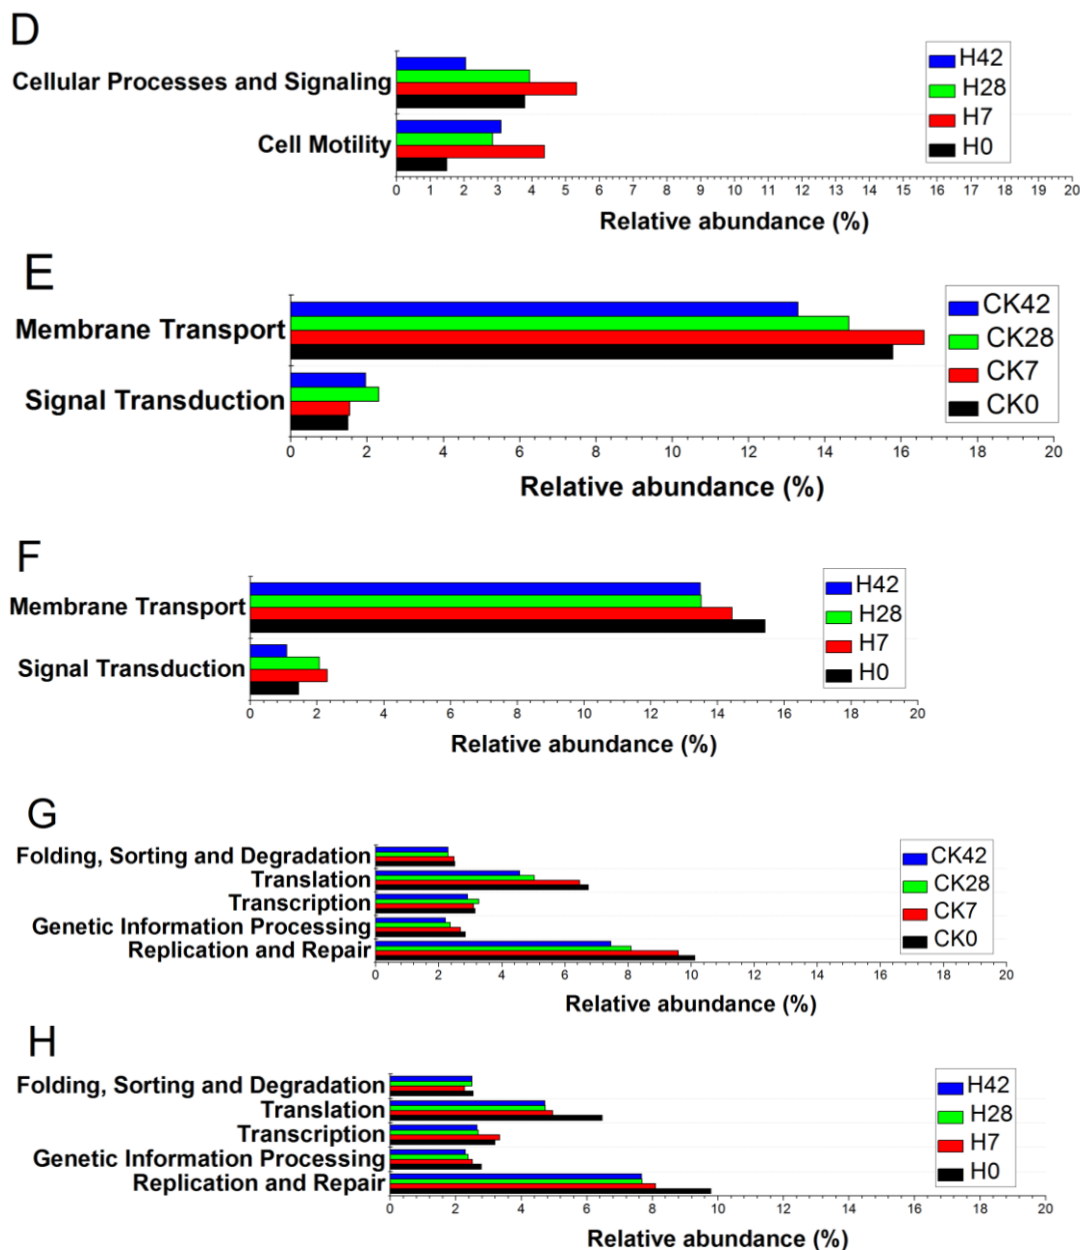 D
Cellular Processes and Signaling
Cell Motility
H42
H28
H7
H0
0 1 2 3 4 5 6 7 8 9 10 11 12 13 14 15 16 17 18 19 20
Relative abundance (%)
E
Membrane Transport
Signal Transduction
CK42
CK28
CK7
CK0
0 2 4 6 8 10 12 14 16 18 20
Relative abundance (%)
F
Membrane Transport
Signal Transduction
H42
H28
H7
H0
0 2 4 6 8 10 12 14 16 18 20
Relative abundance (%)
G
Folding, Sorting and Degradation
Translation
Transcription
Genetic Information Processing
Replication and Repair
CK42
CK28
CK7
CK0
0 2 4 6 8 10 12 14 16 18 20
Relative abundance (%)
H
Folding, Sorting and Degradation
Translation
Transcription
Genetic Information Processing
Replication and Repair
H42
H28
H7
H0
0 2 4 6 8 10 12 14 16 18 20
Relative abundance (%)